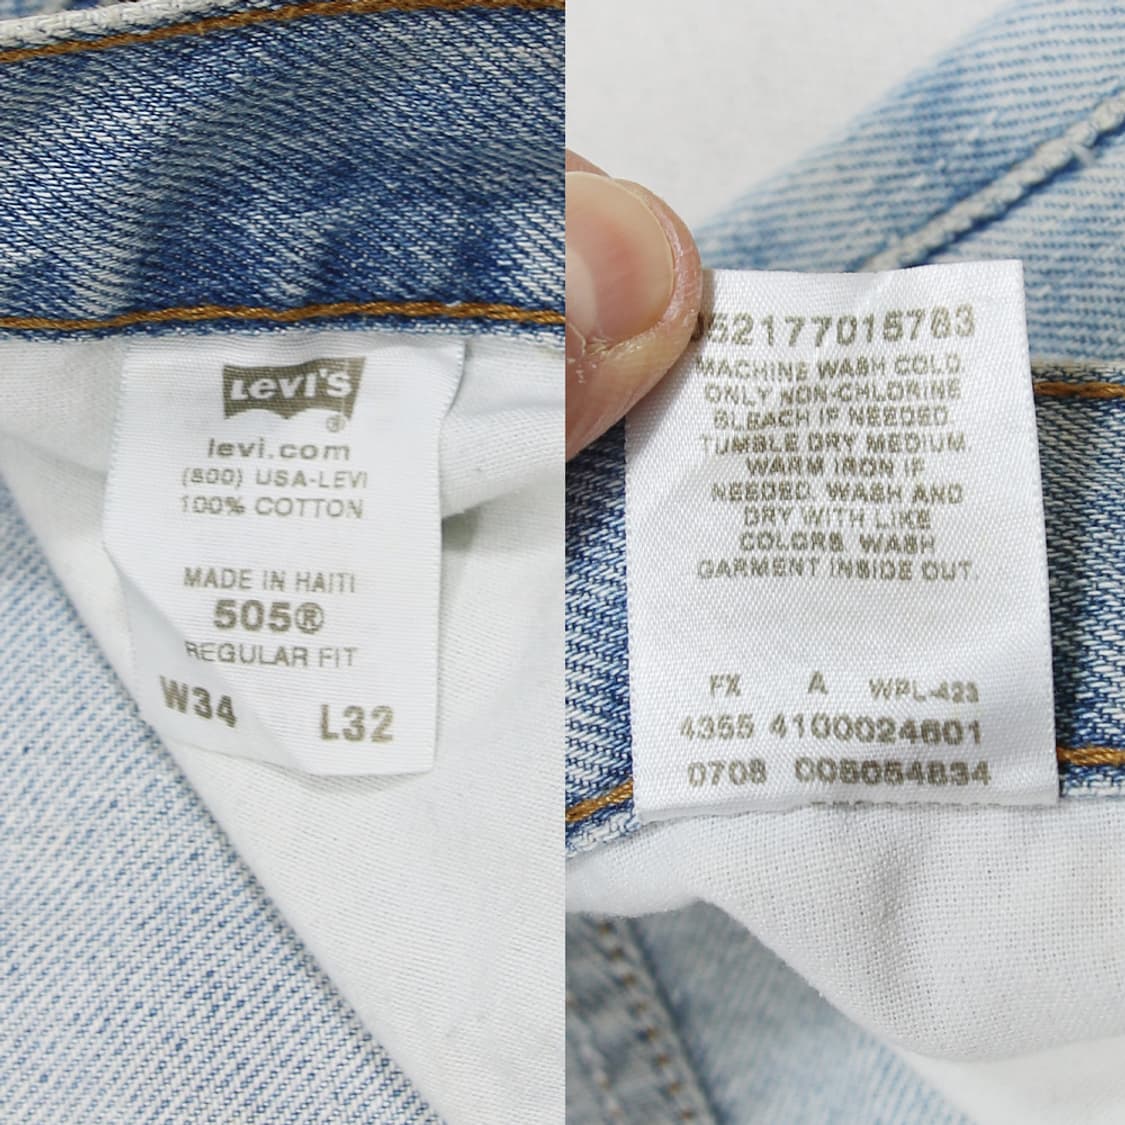 Levi's
®
levi.com
(800) USA-LEVI
100% COTTON
MADE IN HAITI
505®
REGULAR FIT
W34 L32
52177015783
MACHINE WASH COLD
ONLY NON-CHLORINE
BLEACH IF NEEDED.
TUMBLE DRY MEDIUM.
WARM IRON IF
NEEDED. WASH AND
DRY WITH LIKE
COLORS. WASH
GARMENT INSIDE OUT.
FX A WPL-423
4355 4100024601
0708 005054834